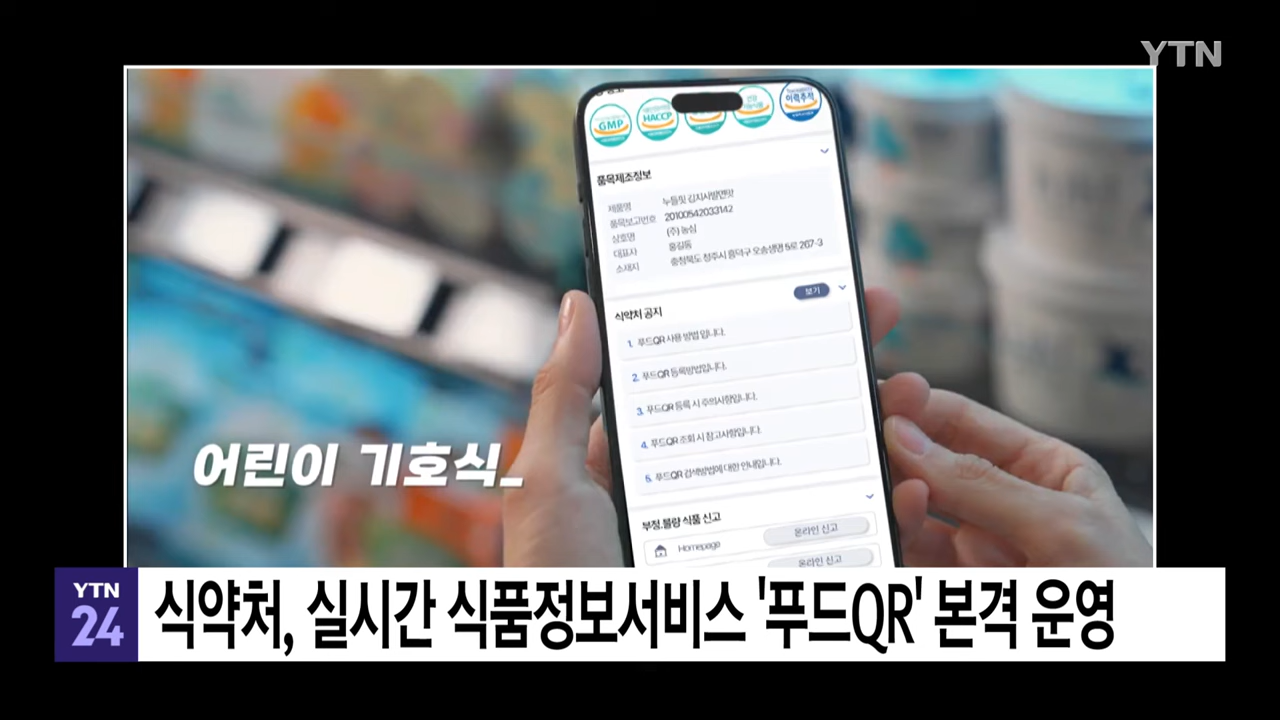 YTN
GMP
HACCP
이력추적
품목제조정보
제품명 누들핏 김치사발면맛
품목보고번호 20100542033142
상호명 (주) 농심
대표사 홍길동
소재지 충청북도 청주시 흥덕구 오송생명 5로 207-3
식약처 공지 보기
1. 푸드QR 사용 방법 입니다.
2. 푸드QR 등록방법입니다.
3. 푸드QR 등록 시 주의사항입니다.
4. 푸드QR 조회 시 참고사항입니다.
5. 푸드QR 검색방법에 대한 안내입니다.
부정.불량 식품 신고
Homepage 온라인 신고
온라인 신고
어린이 기호식_
YTN
24
식약처, 실시간 식품정보서비스 '푸드QR' 본격 운영